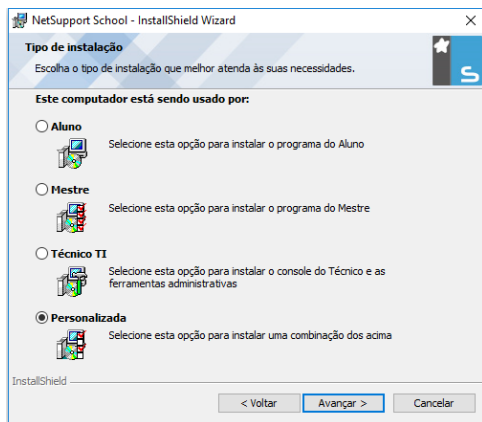 NetSupport School - InstallShield Wizard
Tipo de instalação
Escolha o tipo de instalação que melhor atenda às suas necessidades.
S
Este computador está sendo usado por:
Aluno
Selecione esta opção para instalar o programa do Aluno
Mestre
Selecione esta opção para instalar o programa do Mestre
Técnico TI
Selecione esta opção para instalar o console do Técnico e as
ferramentas administrativas
Personalizada
Selecione esta opção para instalar uma combinação dos acima
InstallShield
< Voltar
Avançar >
Cancelar